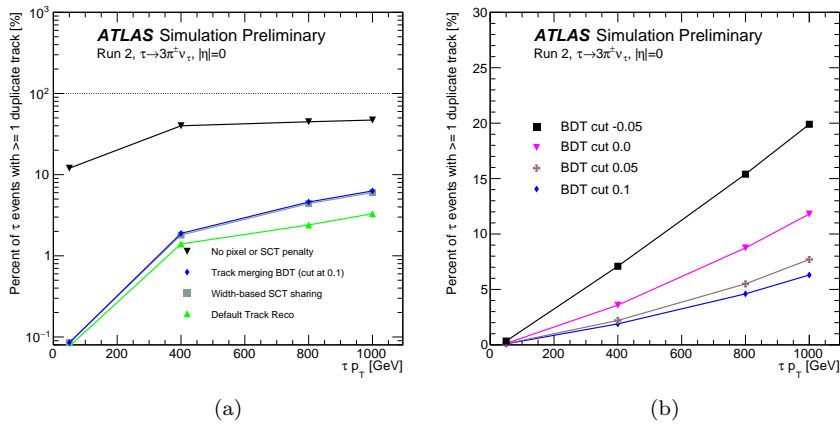 Percent of τ events with >= 1 duplicate track [%]
10³
10²
10
1
10⁻¹
ATLAS Simulation Preliminary
Run 2, τ→3π±ντ, |η|=0
No pixel or SCT penalty
Track merging BDT (cut at 0.1)
Width-based SCT sharing
Default Track Reco
0 200 400 600 800 1000
τ pT [GeV]
(a)
Percent of τ events with >= 1 duplicate track [%]
30
25
20
15
10
5
0
ATLAS Simulation Preliminary
Run 2, τ→3π±ντ, |η|=0
BDT cut -0.05
BDT cut 0.0
BDT cut 0.05
BDT cut 0.1
0 200 400 600 800 1000
τ pT [GeV]
(b)